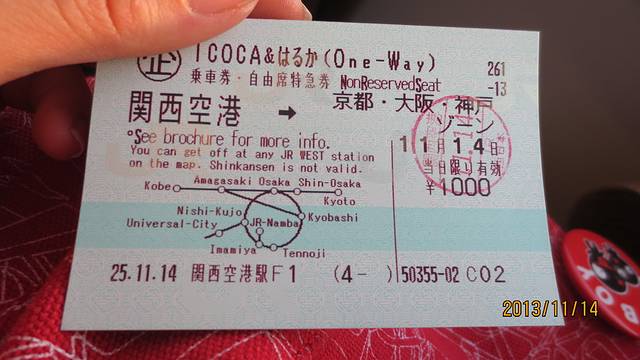 企 ICOCA&はるか(One-Way)
261
乗車券・自由席特急券 NonReservedSeat
-13
関西空港 → 京都・大阪・神戸
ゾーン
°See brochure for more info.
11月14日
You can get off at any JR WEST station
当日限り有効
on the map. Shinkansen is not valid.
¥1000
Amagasaki Osaka Shin-Osaka
Kobe
Kyoto
Nishi-Kujo
Kyobashi
Universal-City
JR-Namba
Imamiya
Tennoji
25.11.14 関西空港駅F1 (4- ) 50355-02 C02
2013/11/14
BOY